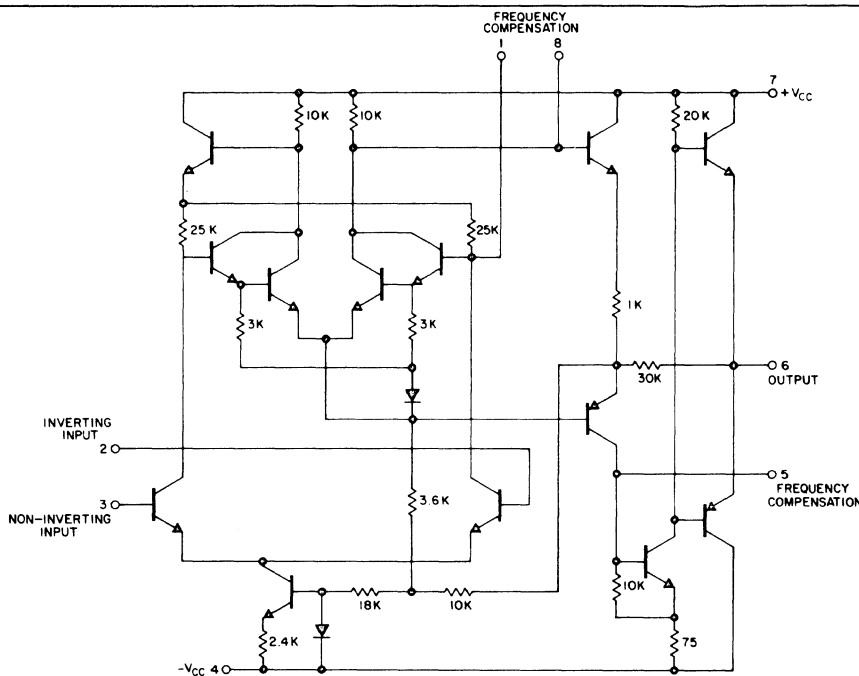 FREQUENCY
COMPENSATION
1 8
7
+VCC
10K 10K 20K
25K 25K
3K 3K 1K
30K
6
OUTPUT
INVERTING
INPUT
2
5
FREQUENCY
COMPENSATION
3
NON-INVERTING
INPUT
3.6K
18K 10K 10K
2.4K 75
-VCC 4